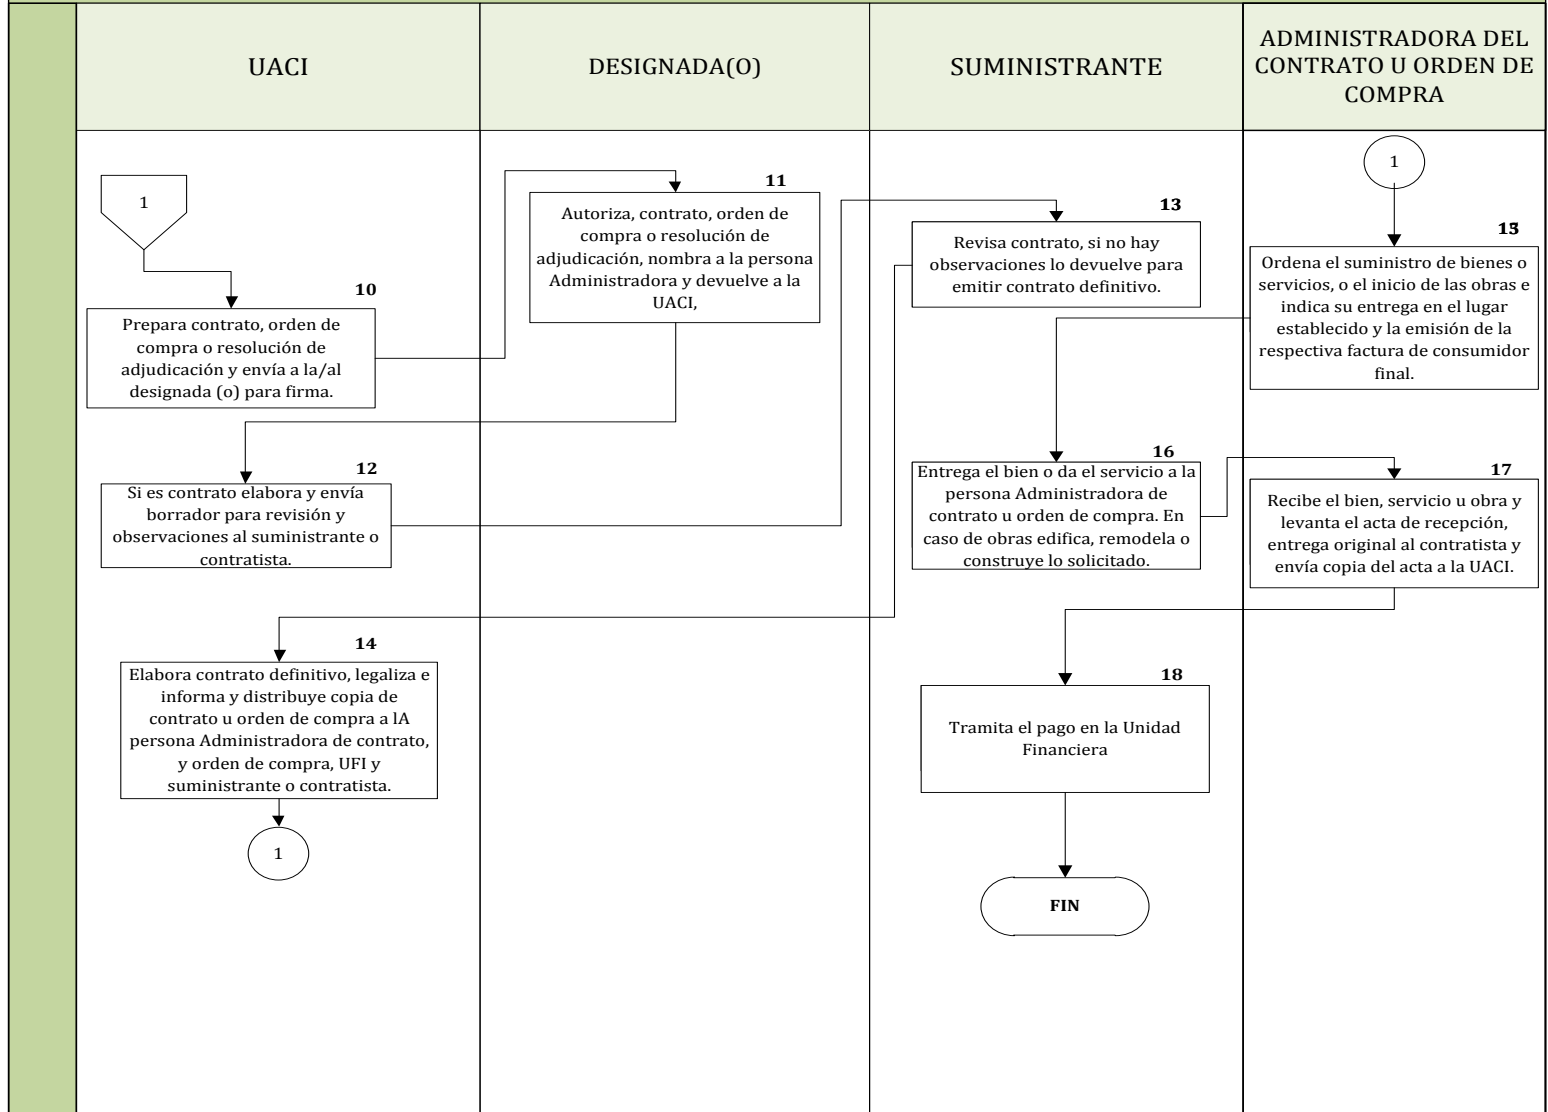 UACI
DESIGNADA(O)
SUMINISTRANTE
ADMINISTRADORA DEL
CONTRATO U ORDEN DE
COMPRA
1
10
Prepara contrato, orden de
compra o resolución de
adjudicación y envía a la/al
designada (o) para firma.
11
Autoriza, contrato, orden de
compra o resolución de
adjudicación, nombra a la persona
Administradora y devuelve a la
UACI,
12
Si es contrato elabora y envía
borrador para revisión y
observaciones al suministrante o
contratista.
13
Revisa contrato, si no hay
observaciones lo devuelve para
emitir contrato definitivo.
14
Elabora contrato definitivo, legaliza e
informa y distribuye copia de
contrato u orden de compra a lA
persona Administradora de contrato,
y orden de compra, UFI y
suministrante o contratista.
1
1
Ordena el suministro de bienes o
servicios, o el inicio de las obras e
indica su entrega en el lugar
establecido y la emisión de la
respectiva factura de consumidor
final.
16
Entrega el bien o da el servicio a la
persona Administradora de
contrato u orden de compra. En
caso de obras edifica, remodela o
construye lo solicitado.
17
Recibe el bien, servicio u obra y
levanta el acta de recepción,
entrega original al contratista y
envía copia del acta a la UACI.
18
Tramita el pago en la Unidad
Financiera
FIN